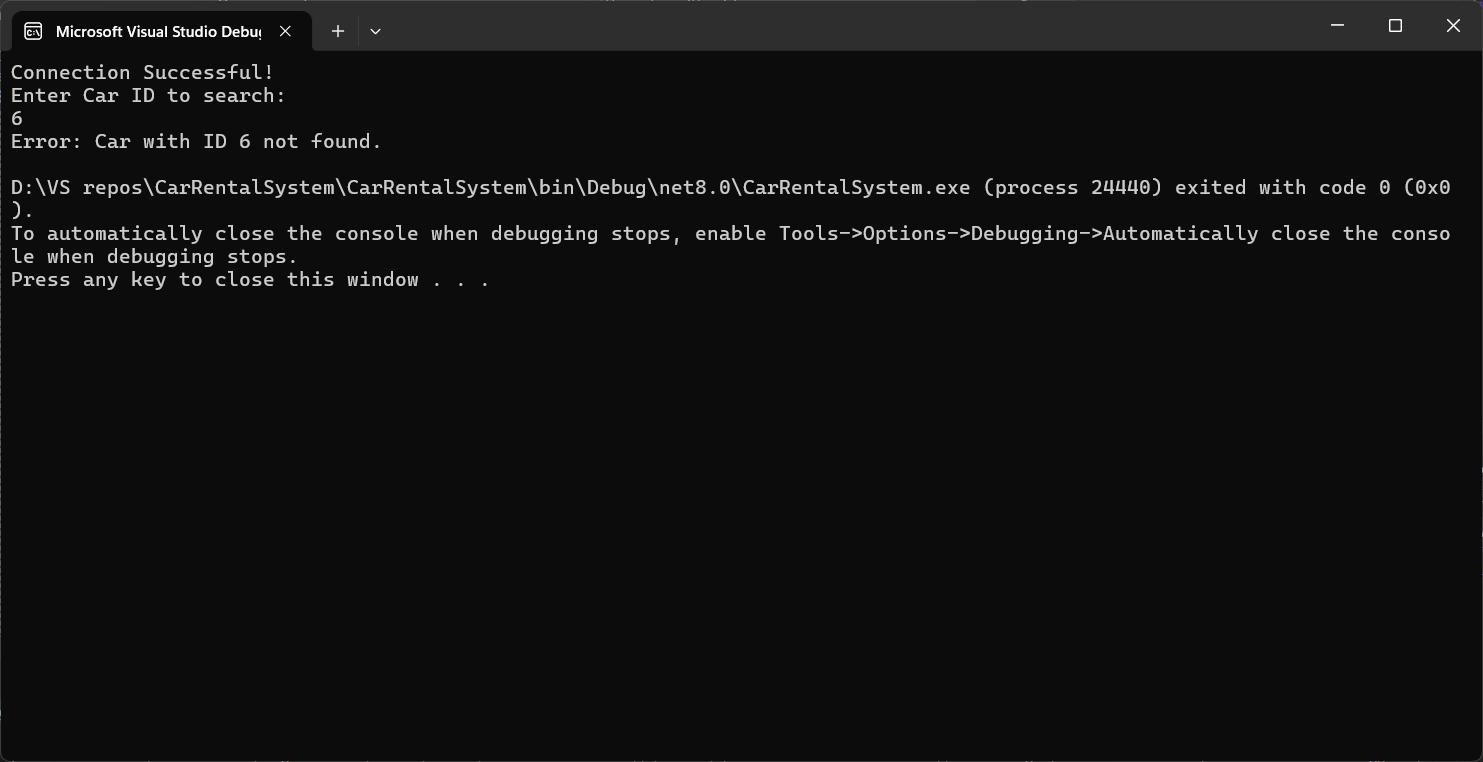 Microsoft Visual Studio Debug
Connection Successful!
Enter Car ID to search:
6
Error: Car with ID 6 not found.
D:\VS repos\CarRentalSystem\CarRentalSystem\bin\Debug\net8.0\CarRentalSystem.exe (process 24440) exited with code 0 (0x0
).
To automatically close the console when debugging stops, enable Tools->Options->Debugging->Automatically close the conso
le when debugging stops.
Press any key to close this window . . .